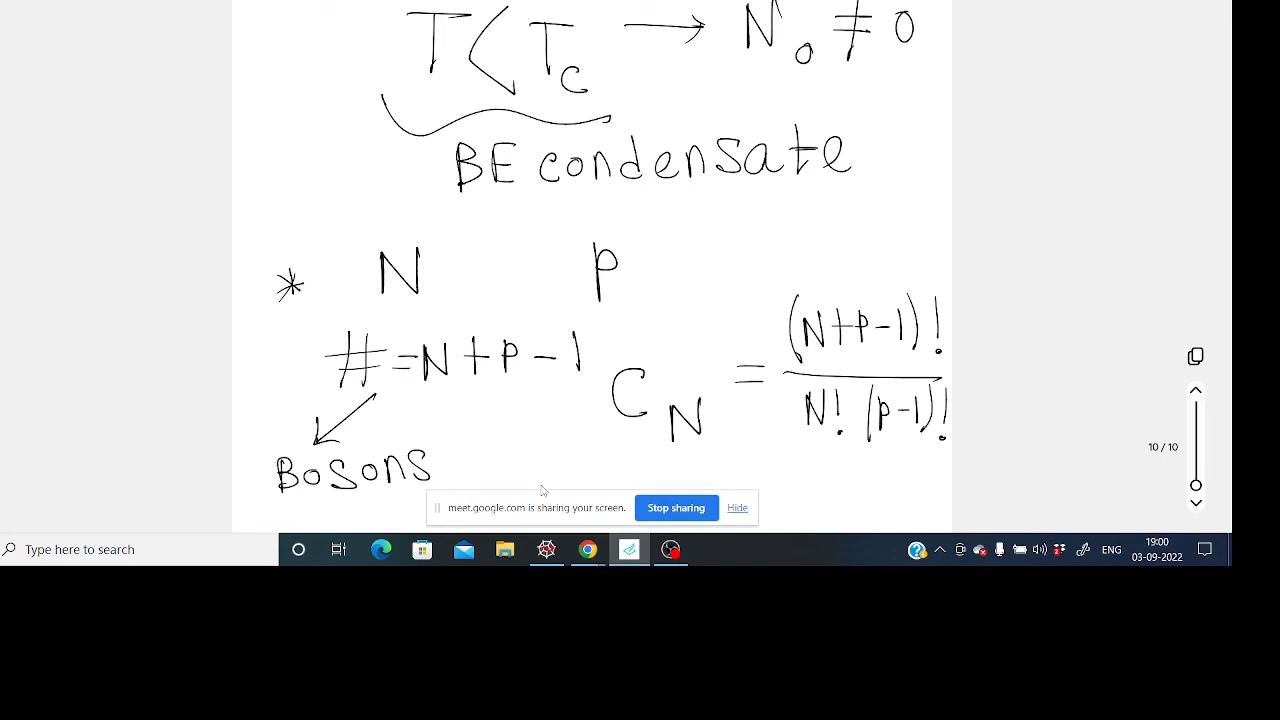 T < T_c → N_0 ≠ 0
BE condensate
* N P
# = N + P - 1 C N = (N+P-1)! / N! (P-1)!
Bosons
10 / 10
meet.google.com is sharing your screen. Stop sharing Hide
Type here to search
ENG
19:00
03-09-2022